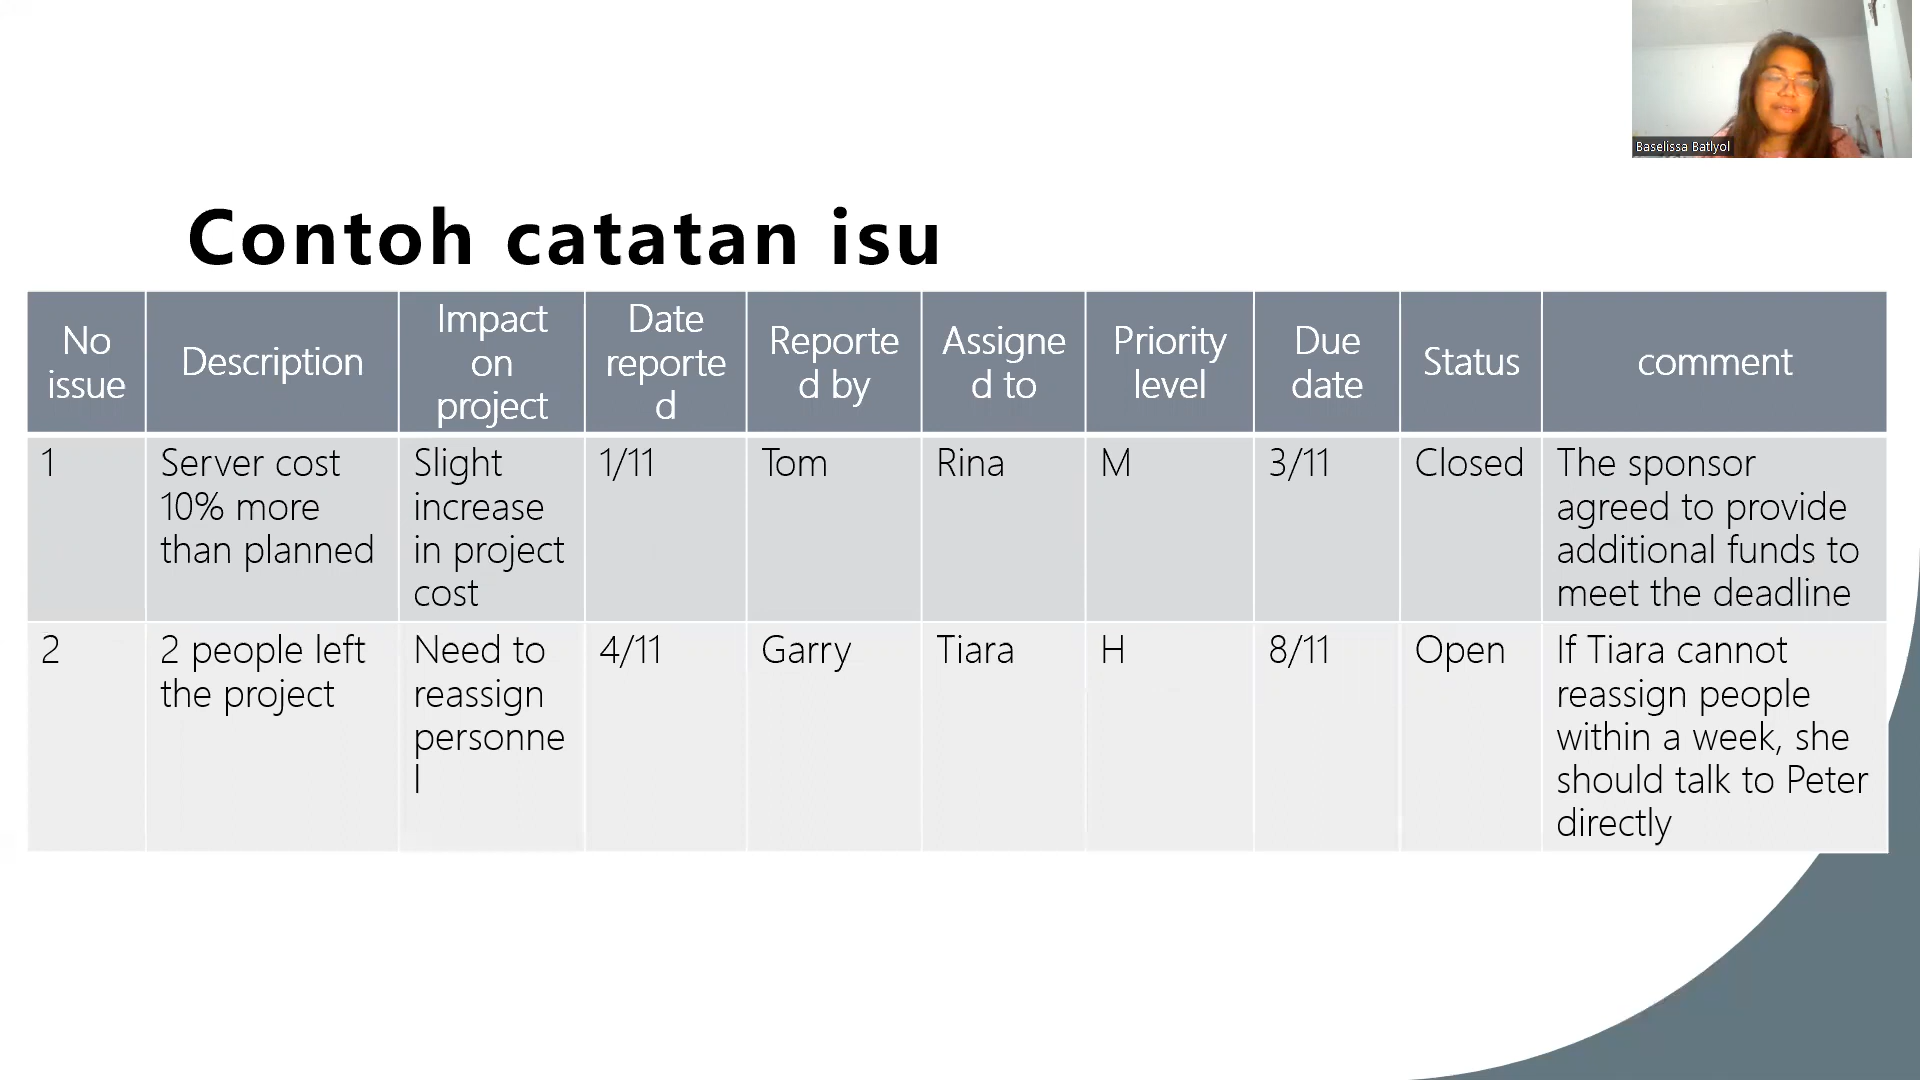 Baselissa Batlyol
Contoh catatan isu
No
issue
Description
Impact
on
project
Date
reporte
d
Reporte
d by
Assigne
d to
Priority
level
Due
date
Status
comment
1
Server cost
10% more
than planned
Slight
increase
in project
cost
1/11
Tom
Rina
M
3/11
Closed
The sponsor
agreed to provide
additional funds to
meet the deadline
2
2 people left
the project
Need to
reassign
personne
l
4/11
Garry
Tiara
H
8/11
Open
If Tiara cannot
reassign people
within a week, she
should talk to Peter
directly